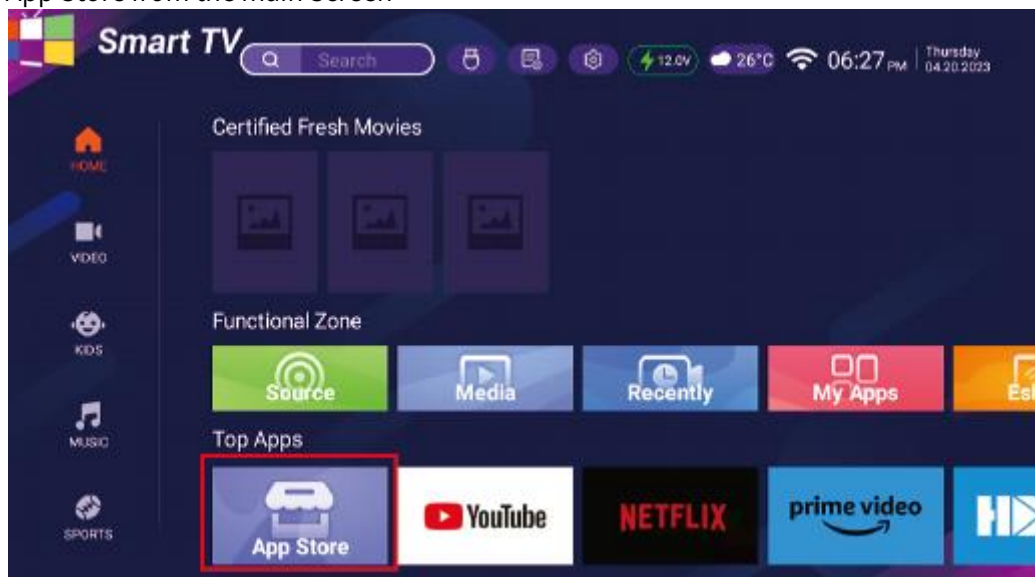 App Store from the main screen
Smart TV
Search
12.0V
26°C
06:27 PM
Thursday
04.20.2023
HOME
Certified Fresh Movies
VIDEO
KIDS
Functional Zone
Source
Media
Recently
My Apps
MUSIC
Top Apps
SPORTS
App Store
YouTube
NETFLIX
prime video